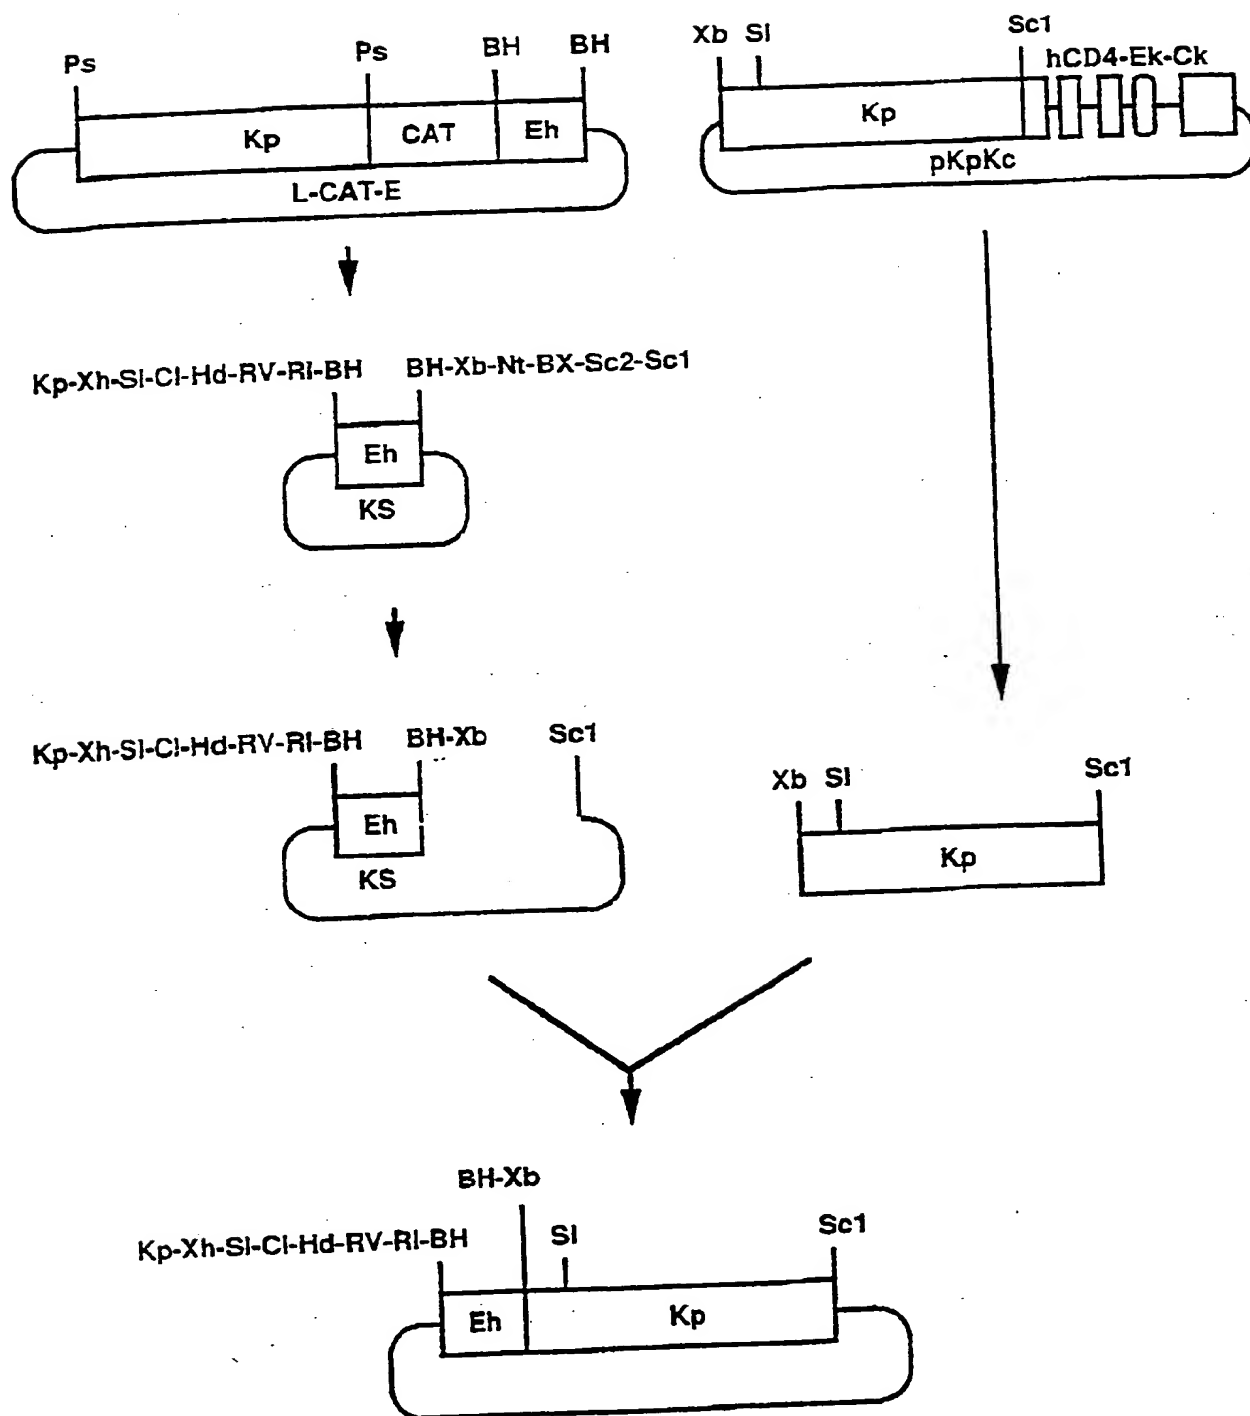 Ps Ps BH BH
Kp CAT Eh
L-CAT-E
Xb Sl Sc1
hCD4-Ek-Ck
Kp
pKpKc
Kp-Xh-Sl-Cl-Hd-RV-RI-BH BH-Xb-Nt-BX-Sc2-Sc1
Eh
KS
Kp-Xh-Sl-Cl-Hd-RV-RI-BH BH-Xb Sc1
Eh
KS
Xb Sl Sc1
Kp
BH-Xb
Kp-Xh-Sl-Cl-Hd-RV-RI-BH Sl Sc1
Eh Kp